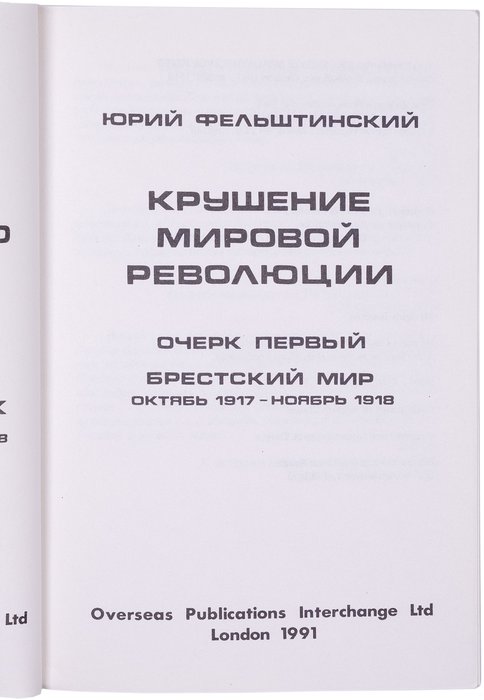 ЮРИЙ ФЕЛЬШТИНСКИЙ
КРУШЕНИЕ
МИРОВОЙ
РЕВОЛЮЦИИ
ОЧЕРК ПЕРВЫЙ
БРЕСТСКИЙ МИР
ОКТЯБЬ 1917 – НОЯБРЬ 1918
Overseas Publications Interchange Ltd
London 1991
Ltd